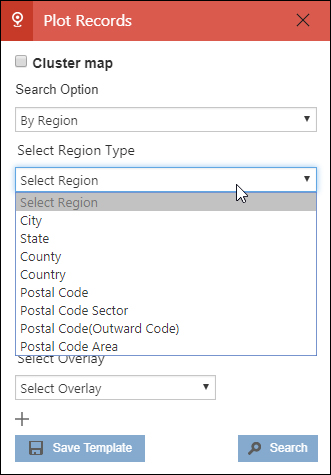 Plot Records
Cluster map
Search Option
By Region
Select Region Type
Select Region
Select Region
City
State
County
Country
Postal Code
Postal Code Sector
Postal Code(Outward Code)
Postal Code Area
Select Overlay
Select Overlay
Save Template
Search